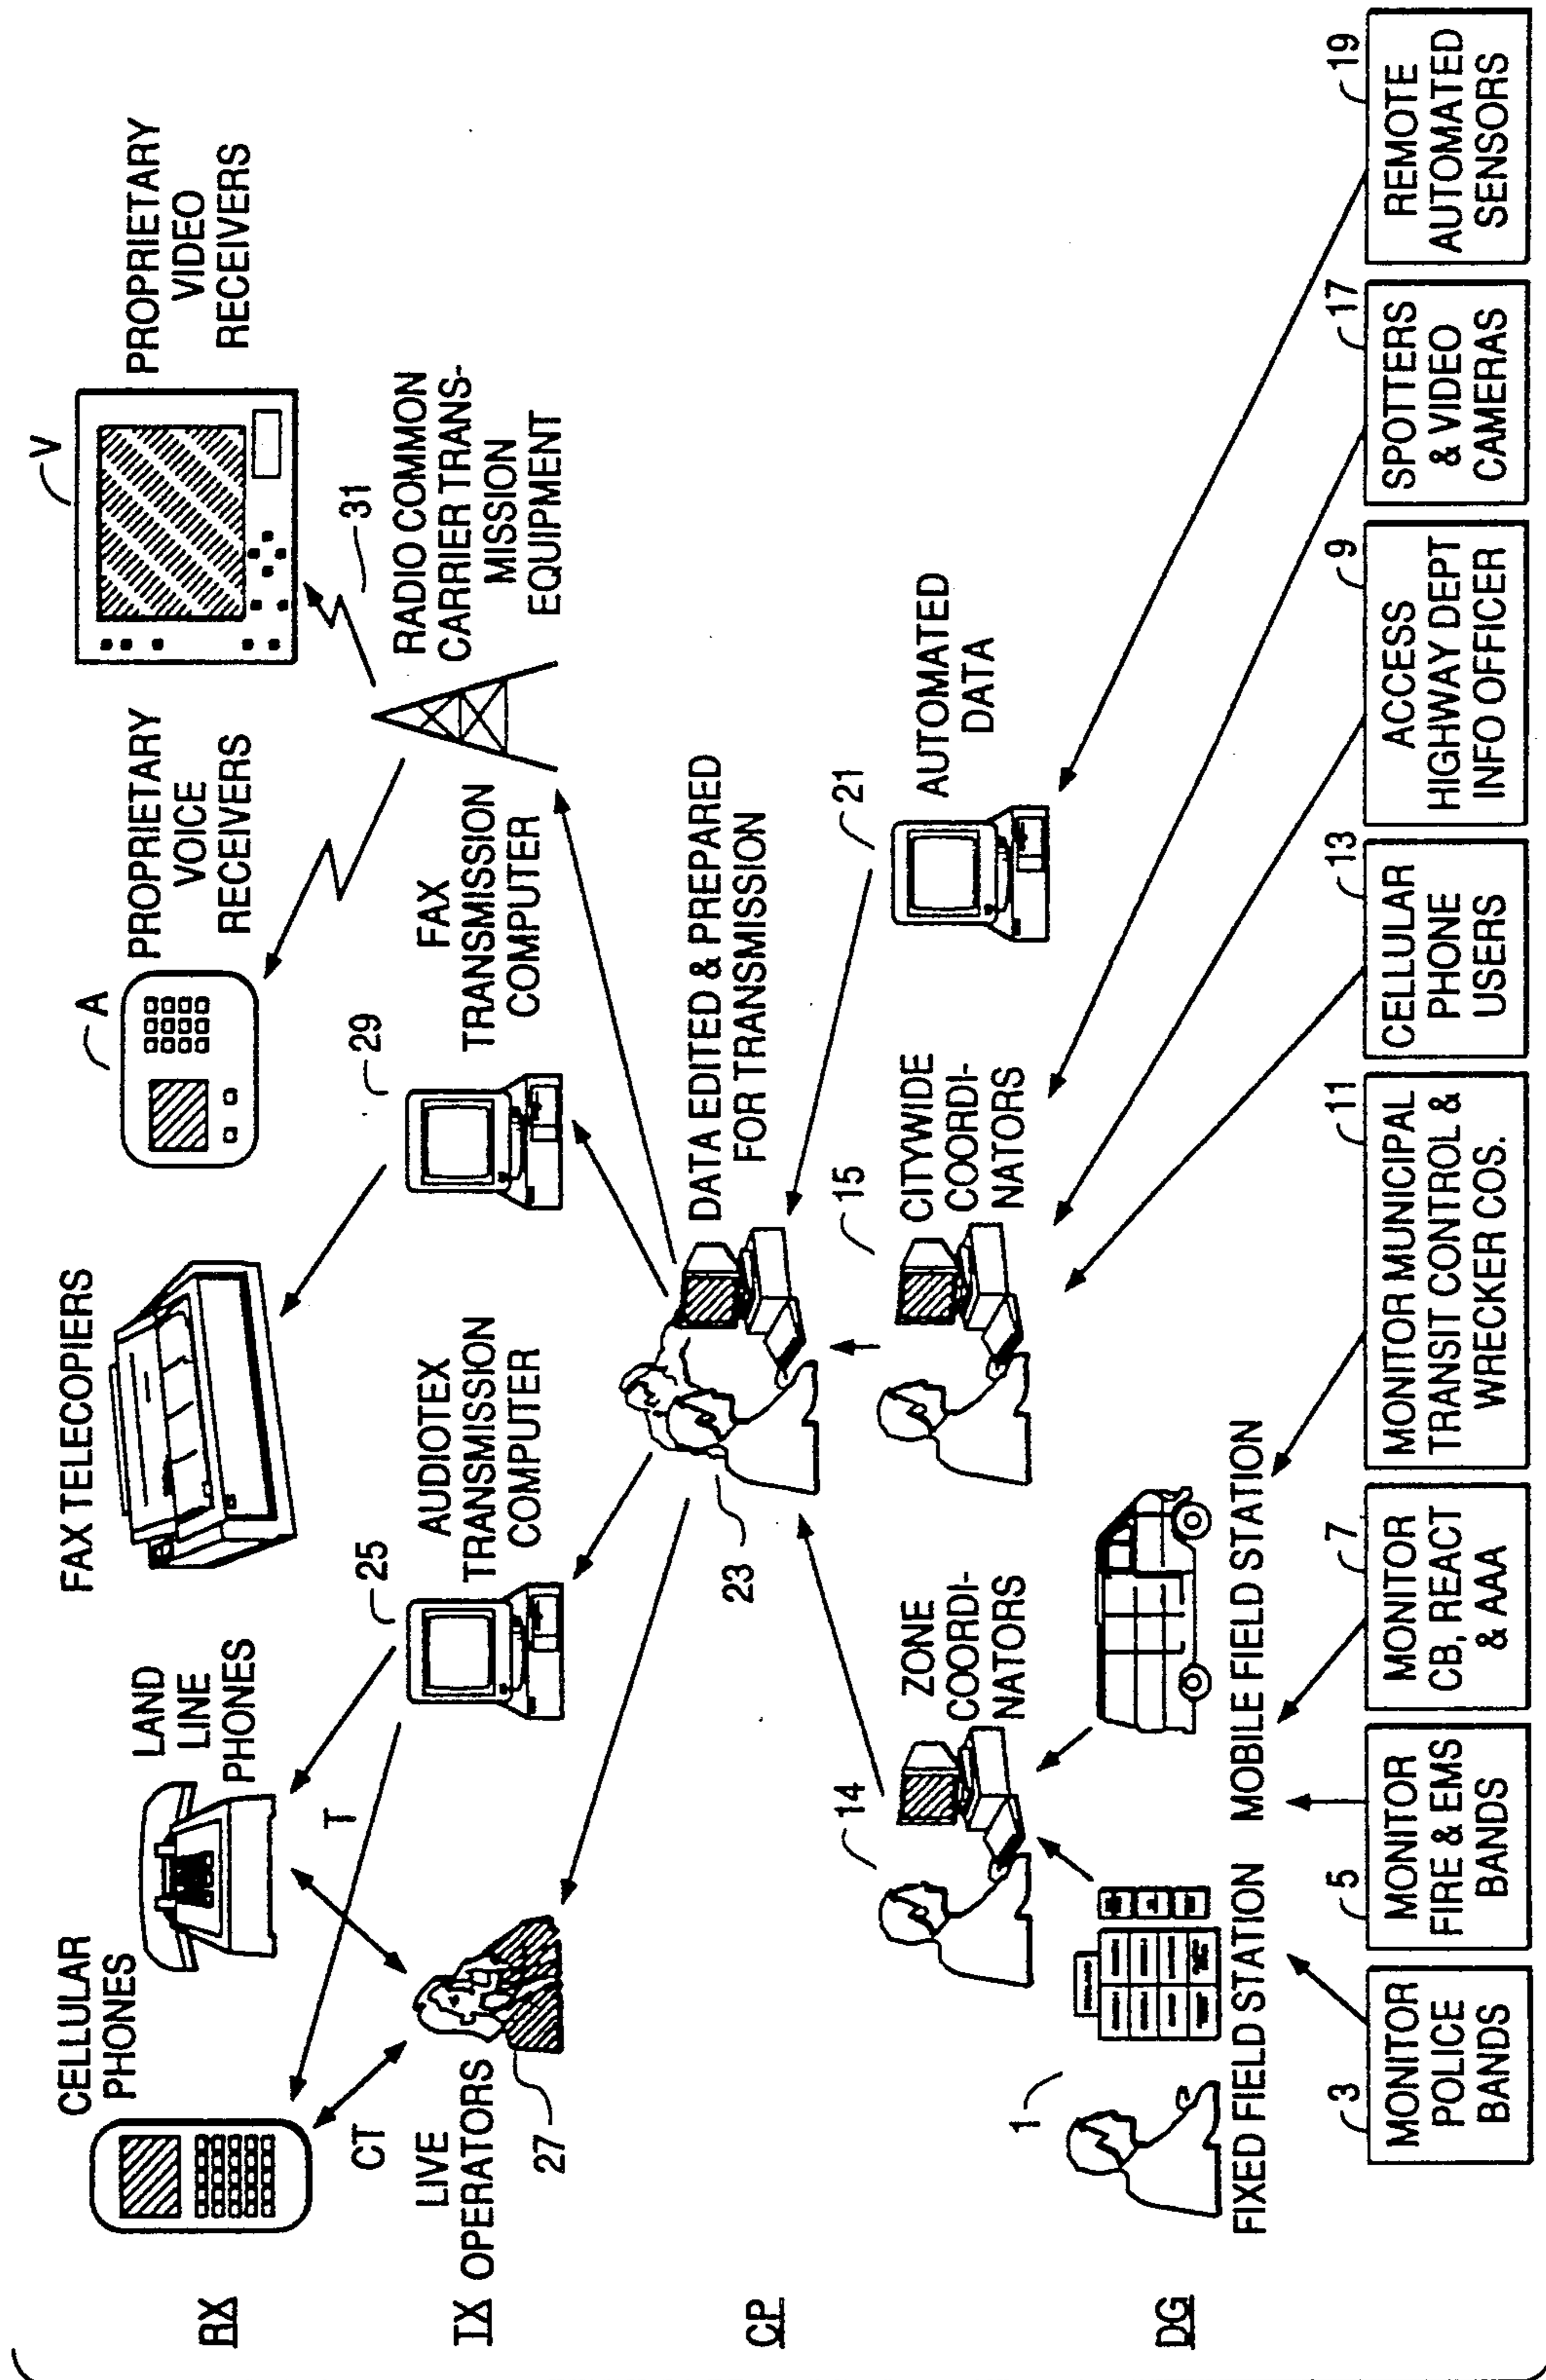 RX
CELLULAR
PHONES
LAND
LINE
PHONES
FAX TELECOPIERS
A
PROPRIETARY
VOICE
RECEIVERS
V
PROPRIETARY
VIDEO
RECEIVERS
CT
T
TX
LIVE
OPERATORS
27
25
AUDIOTEX
TRANSMISSION
COMPUTER
29
FAX
TRANSMISSION
COMPUTER
31
RADIO COMMON
CARRIER TRANS-
MISSION
EQUIPMENT
CP
23
DATA EDITED & PREPARED
FOR TRANSMISSION
14
ZONE
COORDI-
NATORS
15
CITYWIDE
COORDI-
NATORS
21
AUTOMATED
DATA
DG
1
FIXED FIELD STATION
MOBILE FIELD STATION
3
MONITOR
POLICE
BANDS
5
MONITOR
FIRE & EMS
BANDS
7
MONITOR
CB, REACT
& AAA
11
MONITOR MUNICIPAL
TRANSIT CONTROL &
WRECKER COS.
13
CELLULAR
PHONE
USERS
9
ACCESS
HIGHWAY DEPT
INFO OFFICER
17
SPOTTERS
& VIDEO
CAMERAS
19
REMOTE
AUTOMATED
SENSORS